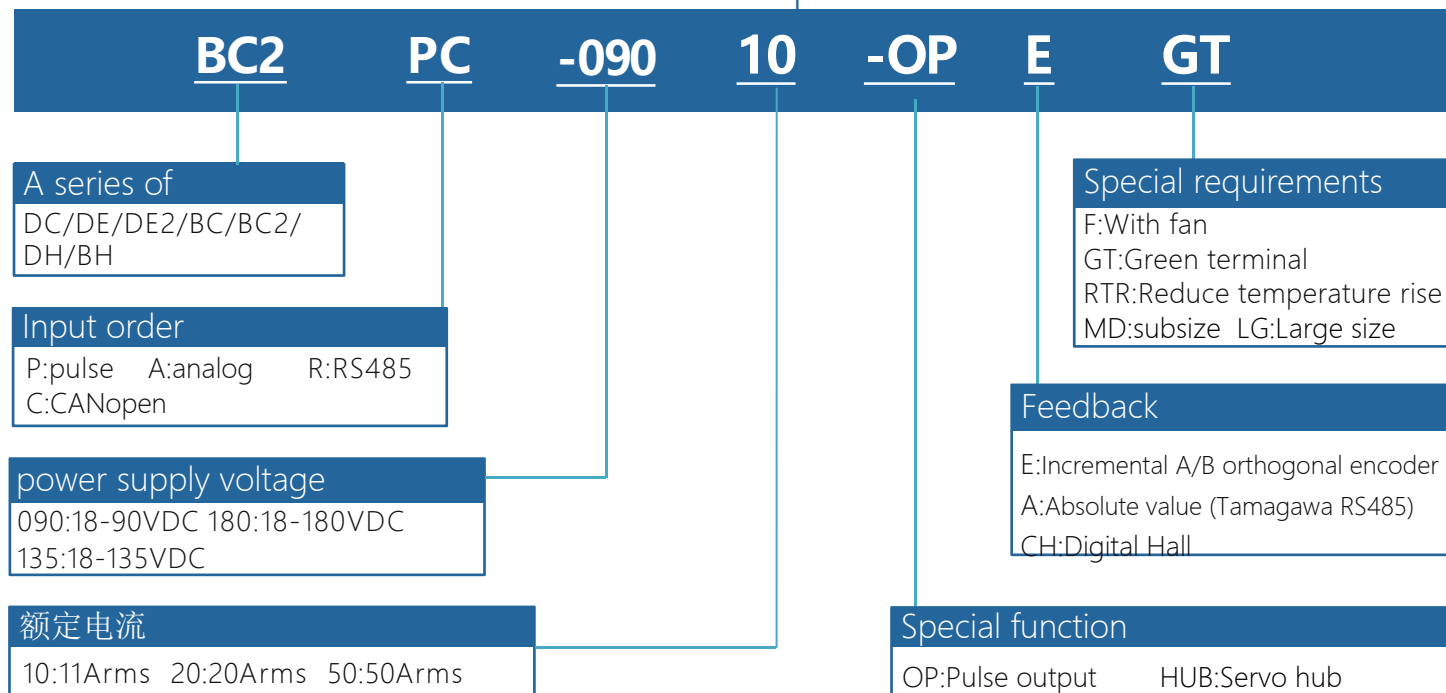 BC2 PC -090 10 -OP E GT
A series of
DC/DE/DE2/BC/BC2/
DH/BH
Input order
P:pulse A:analog R:RS485
C:CANopen
power supply voltage
090:18-90VDC 180:18-180VDC
135:18-135VDC
额定电流
10:11Arms 20:20Arms 50:50Arms
Special requirements
F:With fan
GT:Green terminal
RTR:Reduce temperature rise
MD:subsize LG:Large size
Feedback
E:Incremental A/B orthogonal encoder
A:Absolute value (Tamagawa RS485)
CH:Digital Hall
Special function
OP:Pulse output HUB:Servo hub